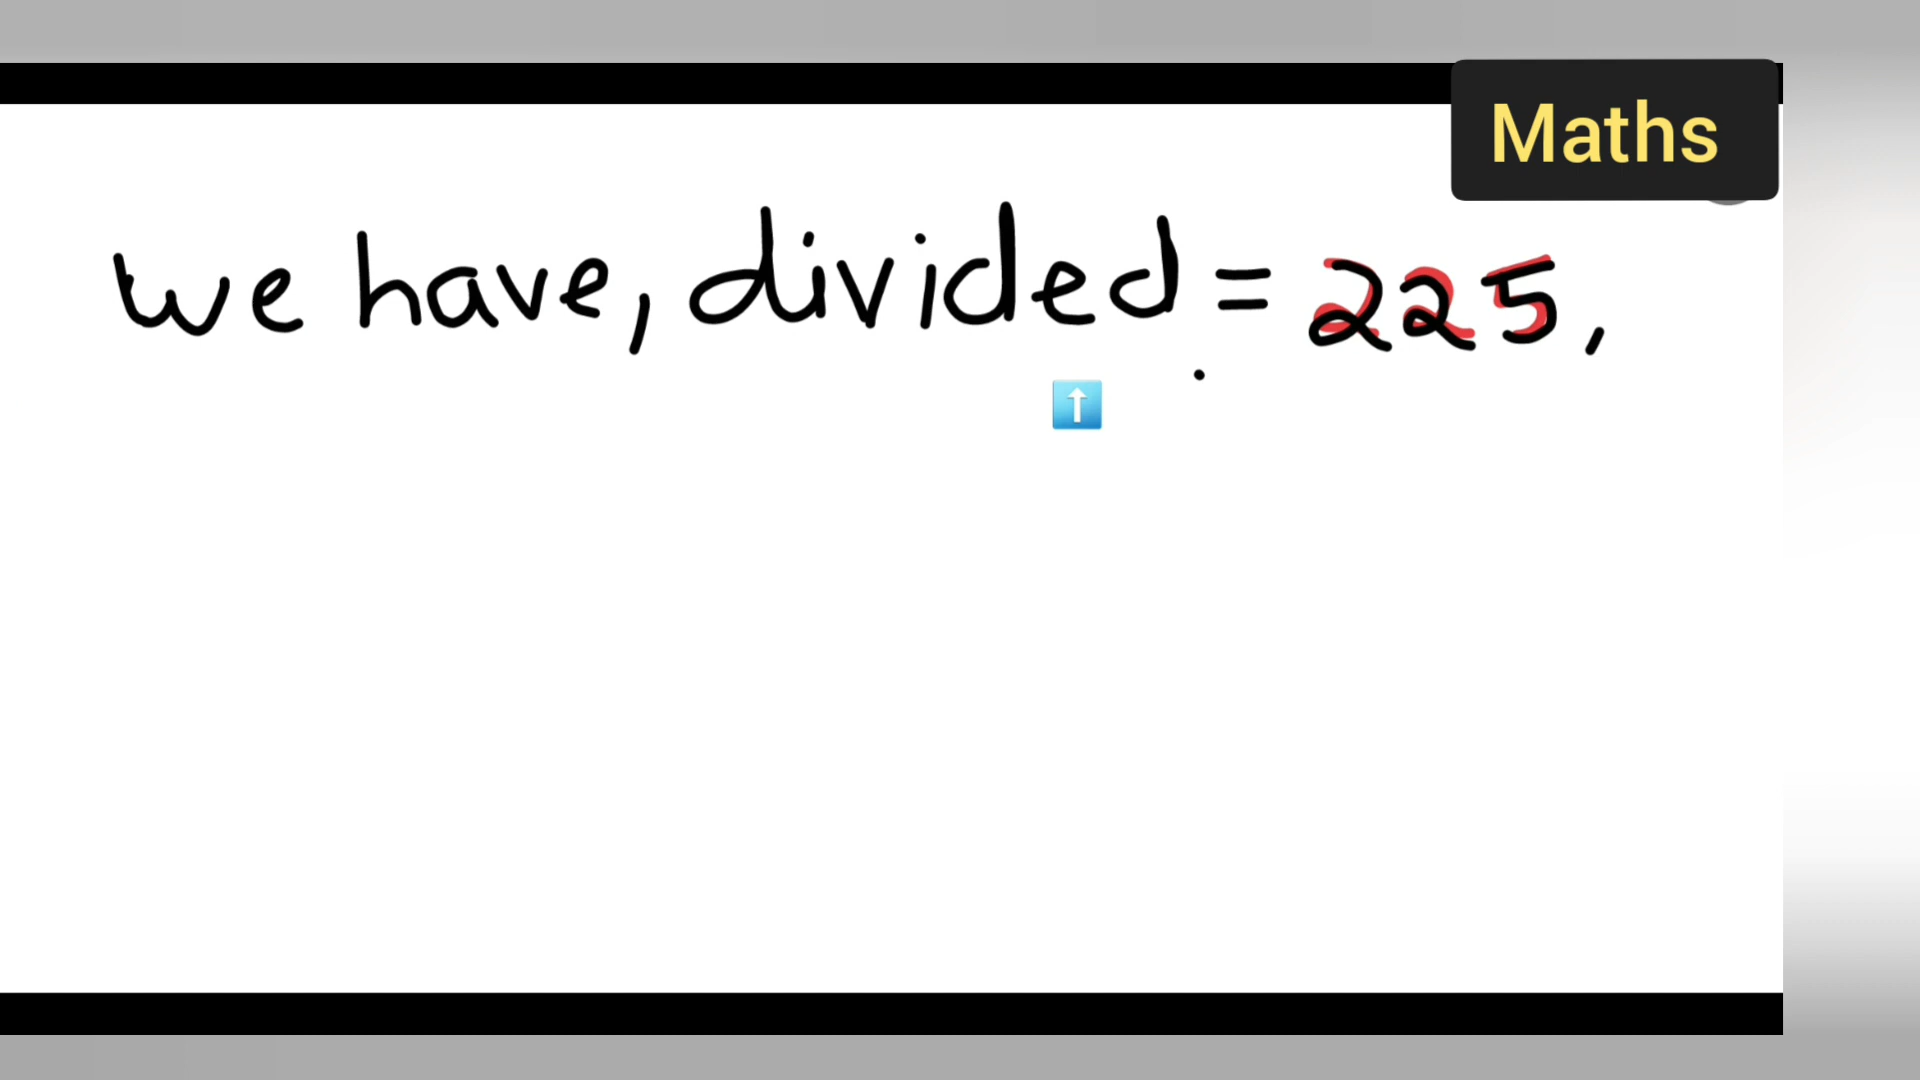 Maths
we have, divided = 225,